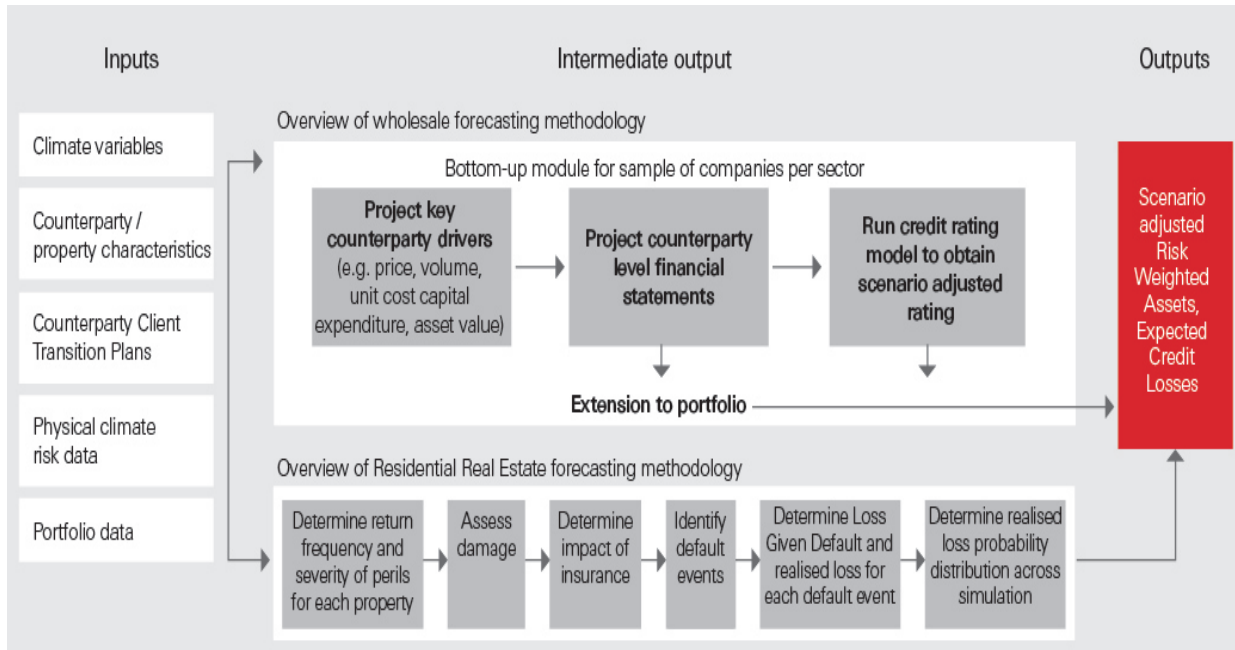 Inputs
Intermediate output
Outputs
Climate variables
Counterparty /
property characteristics
Counterparty Client
Transition Plans
Physical climate
risk data
Portfolio data
Overview of wholesale forecasting methodology
Bottom-up module for sample of companies per sector
Project key
counterparty drivers
(e.g. price, volume,
unit cost capital
expenditure, asset value)
Project counterparty
level financial
statements
Run credit rating
model to obtain
scenario adjusted
rating
Extension to portfolio
Overview of Residential Real Estate forecasting methodology
Determine return
frequency and
severity of perils
for each property
Assess
damage
Determine
impact of
insurance
Identify
default
events
Determine Loss
Given Default and
realised loss for
each default event
Determine realised
loss probability
distribution across
simulation
Scenario
adjusted
Risk
Weighted
Assets,
Expected
Credit
Losses